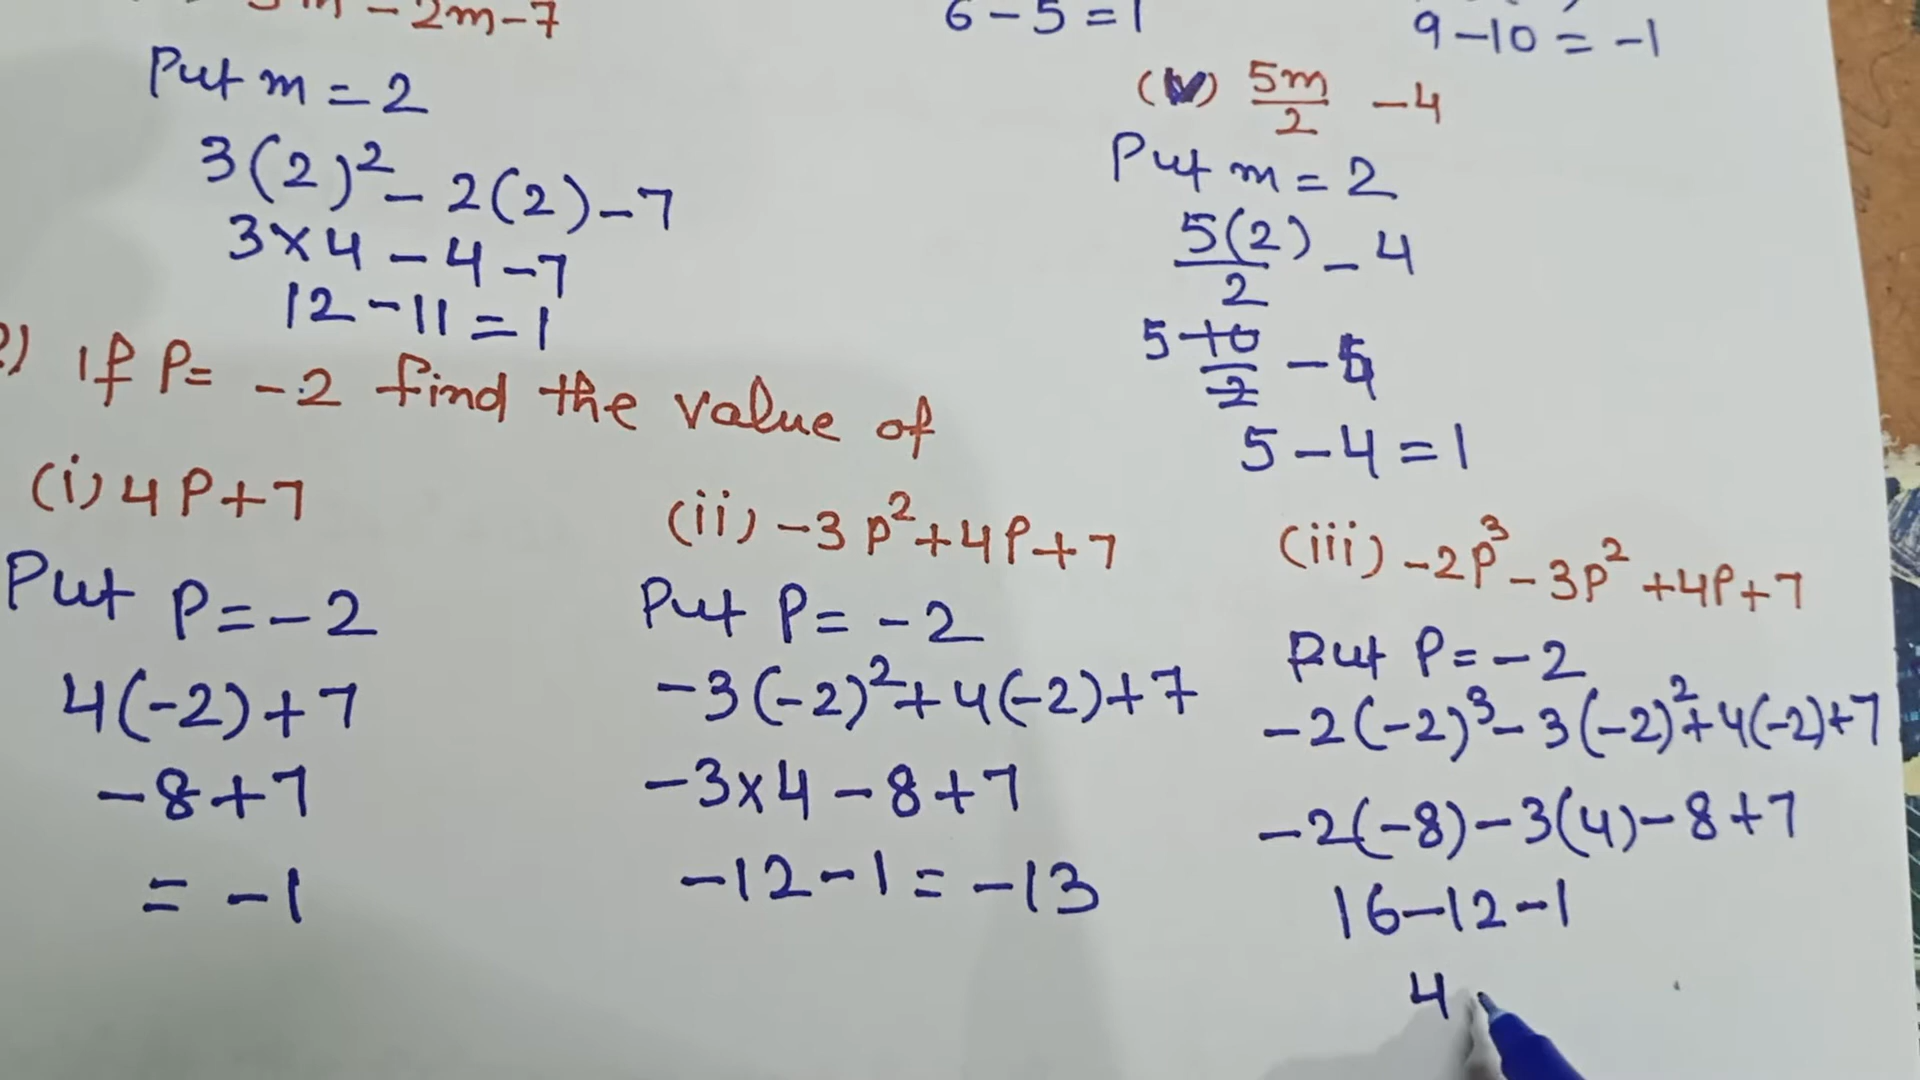 - 2m - 7
Put m = 2
3(2)² - 2(2) - 7
3×4 - 4 - 7
12 - 11 = 1
6 - 5 = 1
9 - 10 = -1
(v) 5m/2 - 4
Put m = 2
5(2)/2 - 4
5 10/2 - 4
5 - 4 = 1
2) If P = -2 find the value of
(i) 4P+7
Put P = -2
4(-2)+7
-8+7
= -1
(ii) -3P²+4P+7
Put P = -2
-3(-2)²+4(-2)+7
-3×4 - 8+7
-12 - 1 = -13
(iii) -2P³ - 3P² + 4P+7
Put P = -2
-2(-2)³ - 3(-2)² + 4(-2)+7
-2(-8) - 3(4) - 8+7
16 - 12 - 1
4